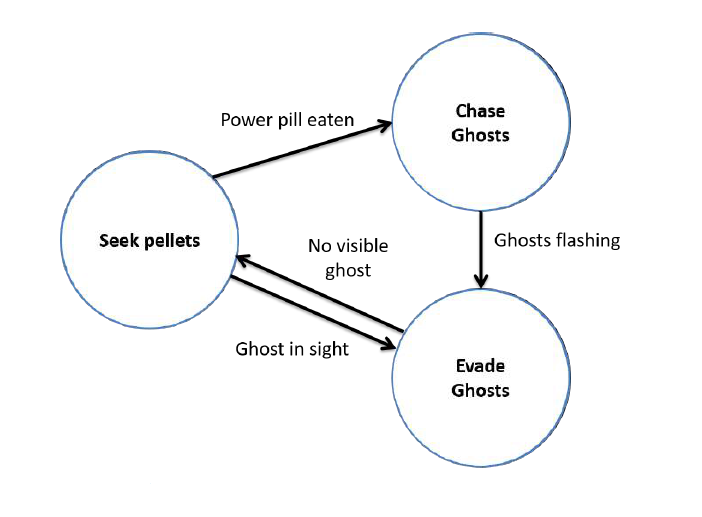 Chase
Ghosts
Power pill eaten
Seek pellets
No visible
ghost
Ghosts flashing
Ghost in sight
Evade
Ghosts